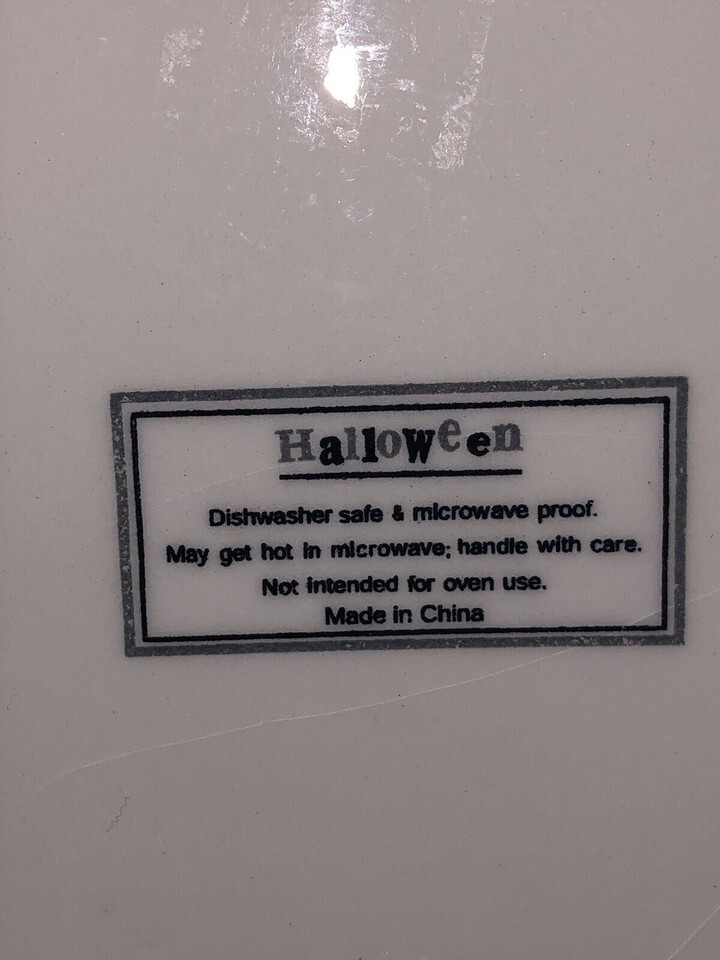 Halloween
Dishwasher safe & microwave proof.
May get hot in microwave; handle with care.
Not intended for oven use.
Made in China